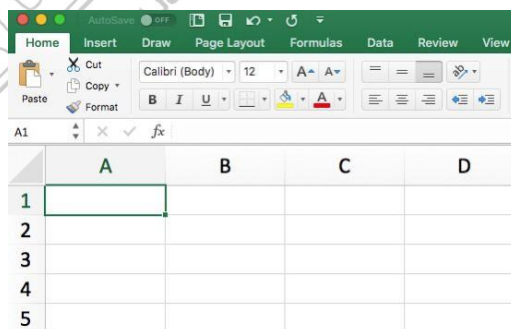 AutoSave OFF
Home Insert Draw Page Layout Formulas Data Review View
Cut
Calibri (Body) 12 A A
Copy
Paste
Format
B I U A
A1 fx
A B C D
1
2
3
4
5